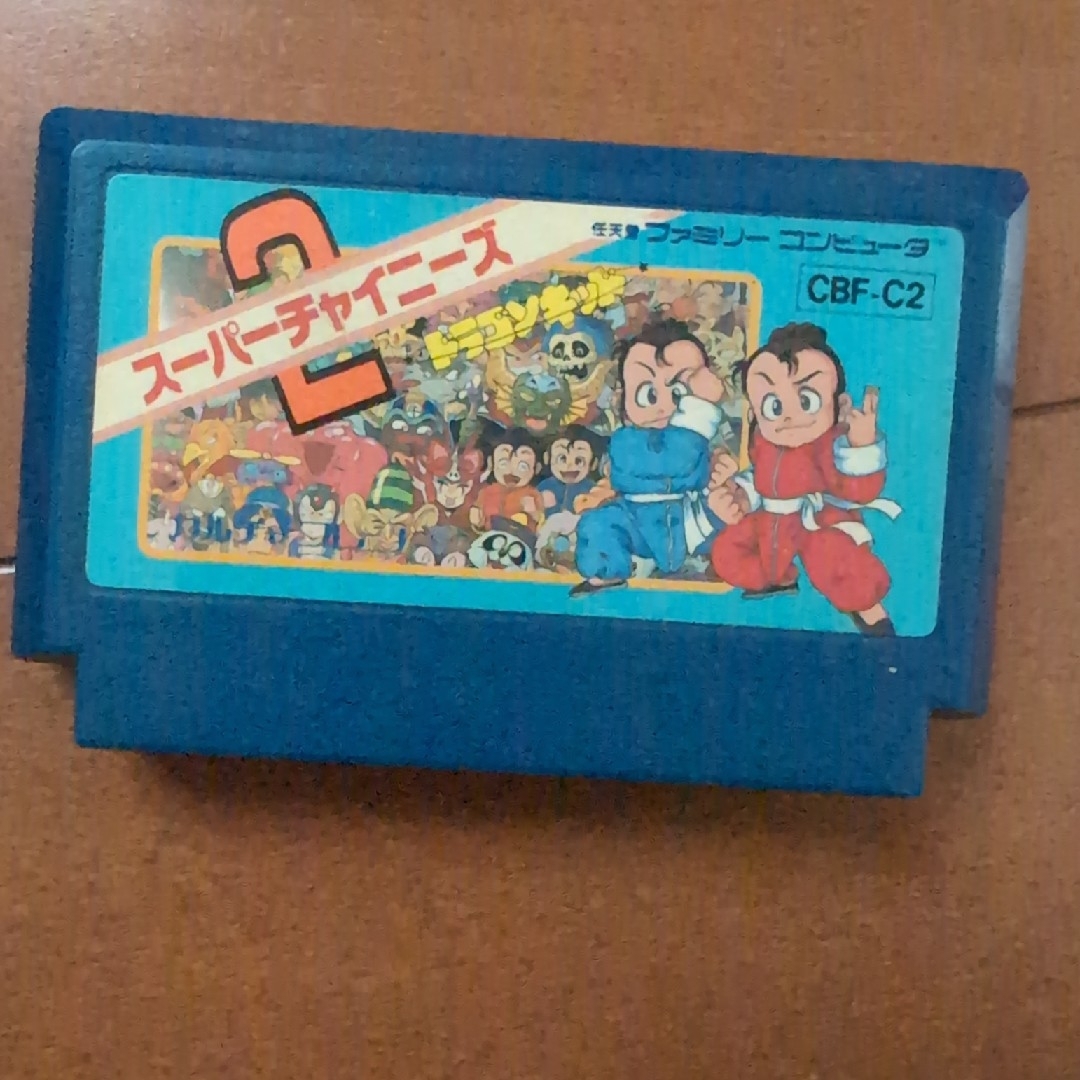 スーパーチャイニーズ
2
ドラゴンキッド
任天堂 ファミリー コンピュータ
CBF-C2